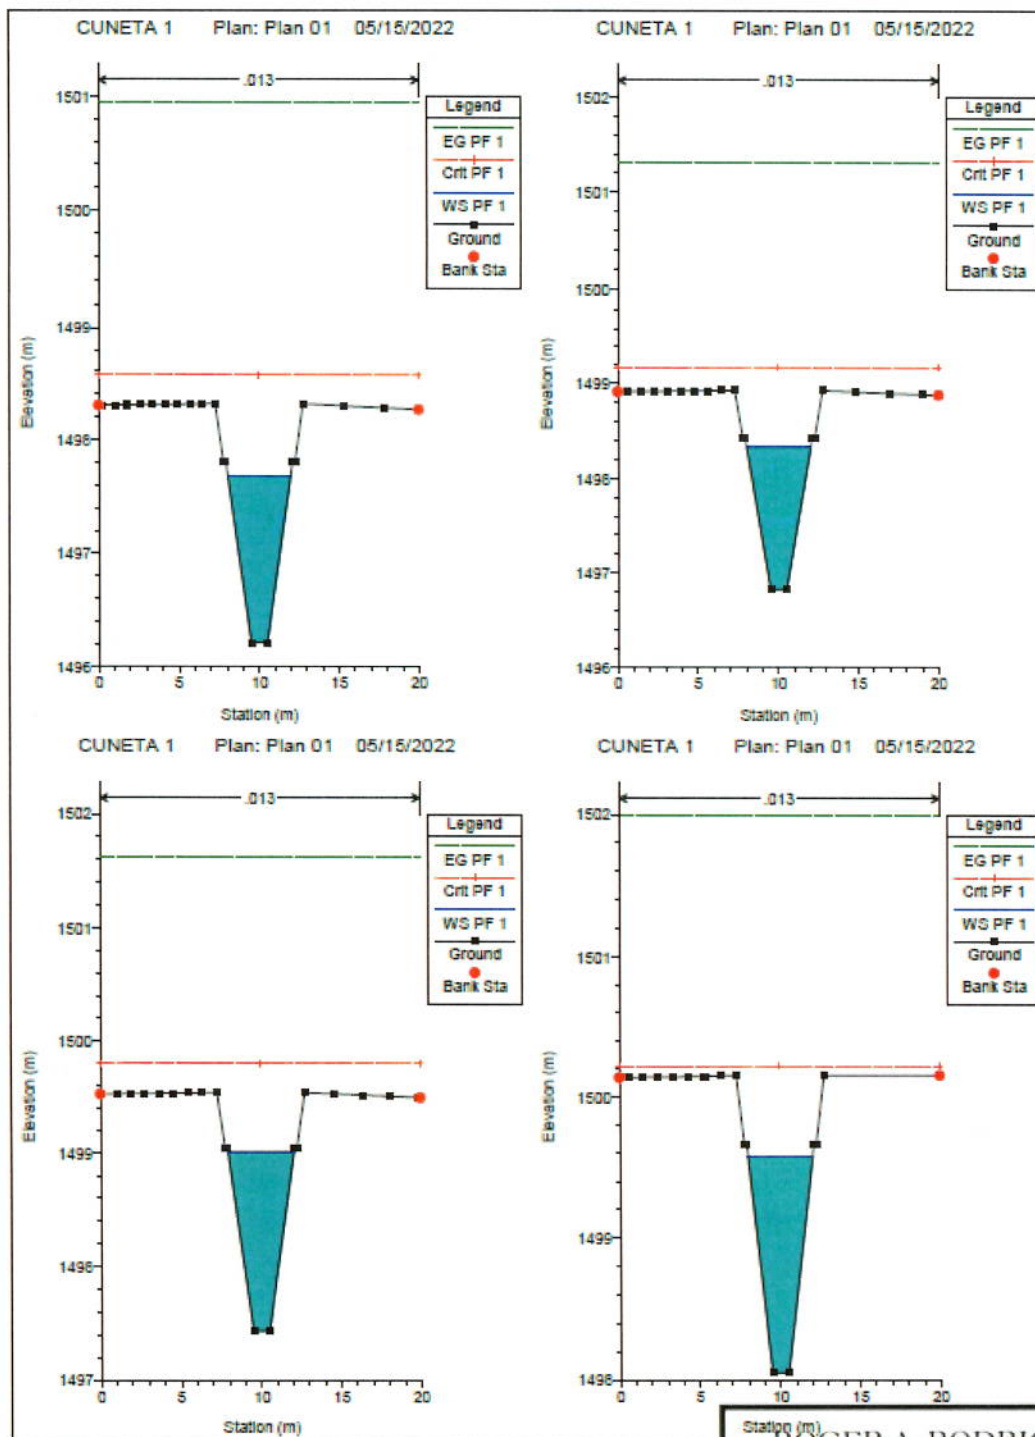 CUNETA 1 Plan: Plan 01 05/15/2022
.013
1501
1500
1499
1498
1497
1496
Elevation (m)
0 5 10 15 20
Station (m)
Legend
EG PF 1
Crit PF 1
WS PF 1
Ground
Bank Sta
CUNETA 1 Plan: Plan 01 05/15/2022
.013
1502
1501
1500
1499
1498
1497
1496
Elevation (m)
0 5 10 15 20
Station (m)
Legend
EG PF 1
Crit PF 1
WS PF 1
Ground
Bank Sta
CUNETA 1 Plan: Plan 01 05/15/2022
.013
1502
1501
1500
1499
1498
1497
Elevation (m)
0 5 10 15 20
Station (m)
Legend
EG PF 1
Crit PF 1
WS PF 1
Ground
Bank Sta
CUNETA 1 Plan: Plan 01 05/15/2022
.013
1502
1501
1500
1499
1498
Elevation (m)
0 5 10 15 20
Station (m)
Legend
EG PF 1
Crit PF 1
WS PF 1
Ground
Bank Sta